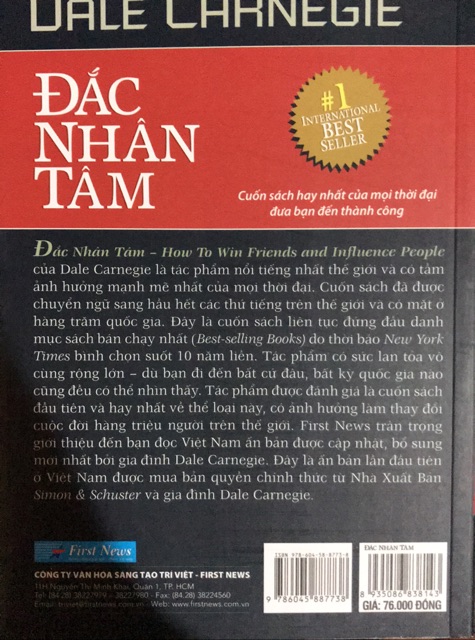 DALE CARNEGIE
ĐẮC
NHÂN
TÂM
#1
INTERNATIONAL
BEST
SELLER
Cuốn sách hay nhất của mọi thời đại
đưa bạn đến thành công
Đắc Nhân Tâm – How To Win Friends and Influence People
của Dale Carnegie là tác phẩm nổi tiếng nhất thế giới và có tầm
ảnh hưởng mạnh mẽ nhất của mọi thời đại. Cuốn sách đã được
chuyển ngữ sang hầu hết các thứ tiếng trên thế giới và có mặt ở
hàng trăm quốc gia. Đây là cuốn sách liên tục đứng đầu danh
mục sách bán chạy nhất (Best-selling Books) do thời báo New York
Times bình chọn suốt 10 năm liền. Tác phẩm có sức lan tỏa vô
cùng rộng lớn – dù bạn đi đến bất cứ đâu, bất kỳ quốc gia nào
cũng đều có thể nhìn thấy. Tác phẩm được đánh giá là cuốn sách
đầu tiên và hay nhất về thể loại này, có ảnh hưởng làm thay đổi
cuộc đời hàng triệu người trên thế giới. First News trân trọng
giới thiệu đến bạn đọc Việt Nam ấn bản được cập nhật, bổ sung
mới nhất bởi gia đình Dale Carnegie. Đây là ấn bản lần đầu tiên
ở Việt Nam được mua bản quyền chính thức từ Nhà Xuất Bản
Simon & Schuster và gia đình Dale Carnegie.
First News
CÔNG TY VĂN HÓA SÁNG TẠO TRÍ VIỆT - FIRST NEWS
11H Nguyễn Thị Minh Khai, Quận 1, TP. HCM
Tel: (84.28) 38227979 - 38227980 - Fax: (84.28) 38224560
Email: triviet@firstnews.com.vn - Web: www.firstnews.com.vn
ISBN 978-604-58-8773-8
9 786045 887738
ĐẮC NHÂN TÂM
8 935086 838143
GIÁ: 76.000 ĐỒNG